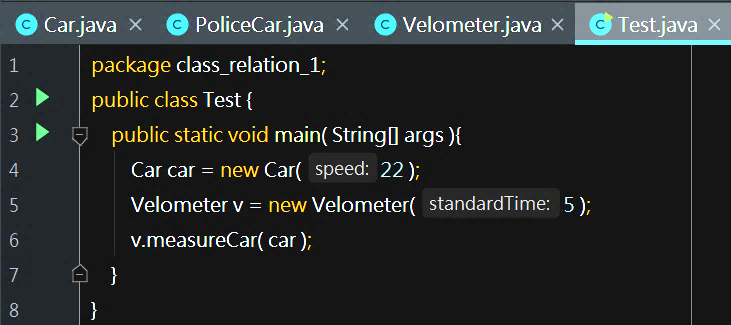 Car.java PoliceCar.java Velometer.java Test.java
1 package class_relation_1;
2 public class Test {
3 public static void main( String[] args ){
4 Car car = new Car( speed: 22 );
5 Velometer v = new Velometer( standardTime: 5 );
6 v.measureCar( car );
7 }
8 }